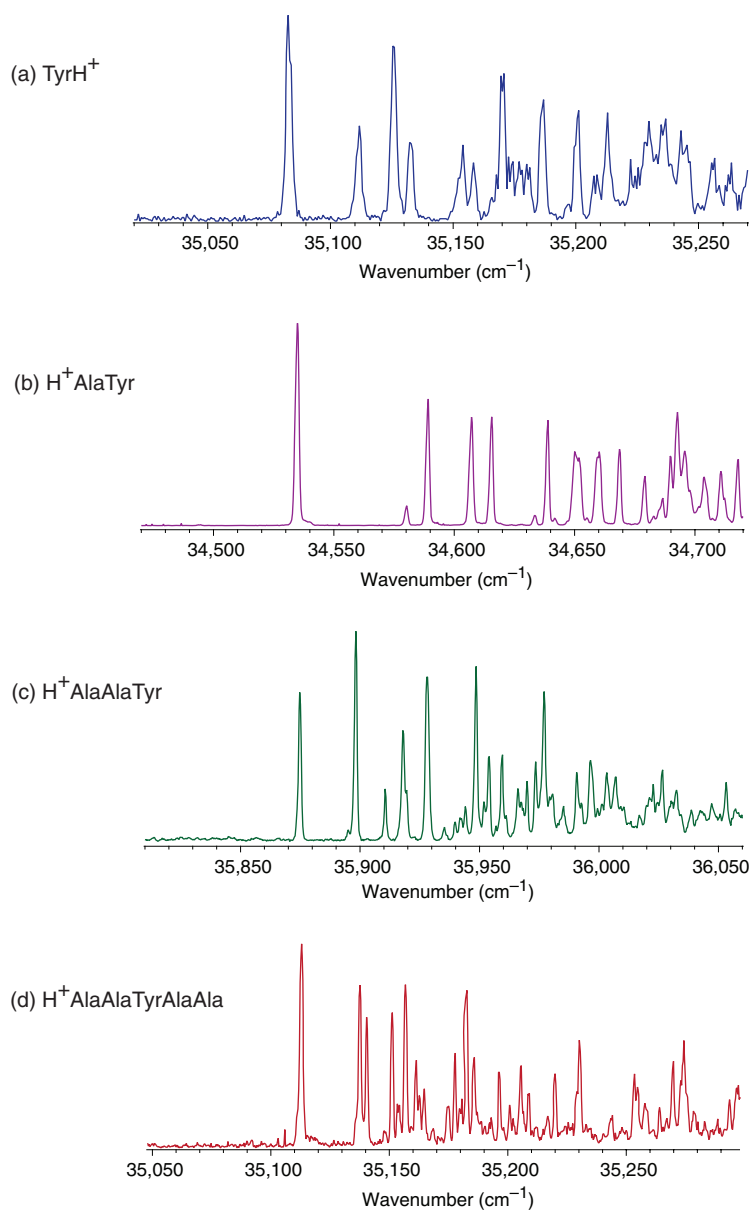 (a) TyrH⁺
35,050 35,100 35,150 35,200 35,250
Wavenumber (cm⁻¹)
(b) H⁺AlaTyr
34,500 34,550 34,600 34,650 34,700
Wavenumber (cm⁻¹)
(c) H⁺AlaAlaTyr
35,850 35,900 35,950 36,000 36,050
Wavenumber (cm⁻¹)
(d) H⁺AlaAlaTyrAlaAla
35,050 35,100 35,150 35,200 35,250
Wavenumber (cm⁻¹)